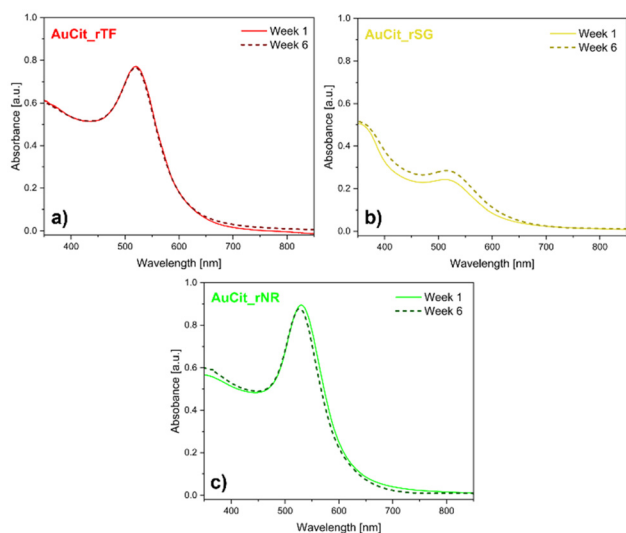 AuCit_rTF
Week 1
Week 6
Absorbance [a.u.]
1.0
0.8
0.6
0.4
0.2
0.0
a)
400
500
600
700
800
Wavelength [nm]
AuCit_rSG
Week 1
Week 6
Absorbance [a.u.]
1.0
0.8
0.6
0.4
0.2
0.0
b)
400
500
600
700
800
Wavelength [nm]
AuCit_rNR
Week 1
Week 6
Absorbance [a.u.]
1.0
0.8
0.6
0.4
0.2
0.0
c)
400
500
600
700
800
Wavelength [nm]